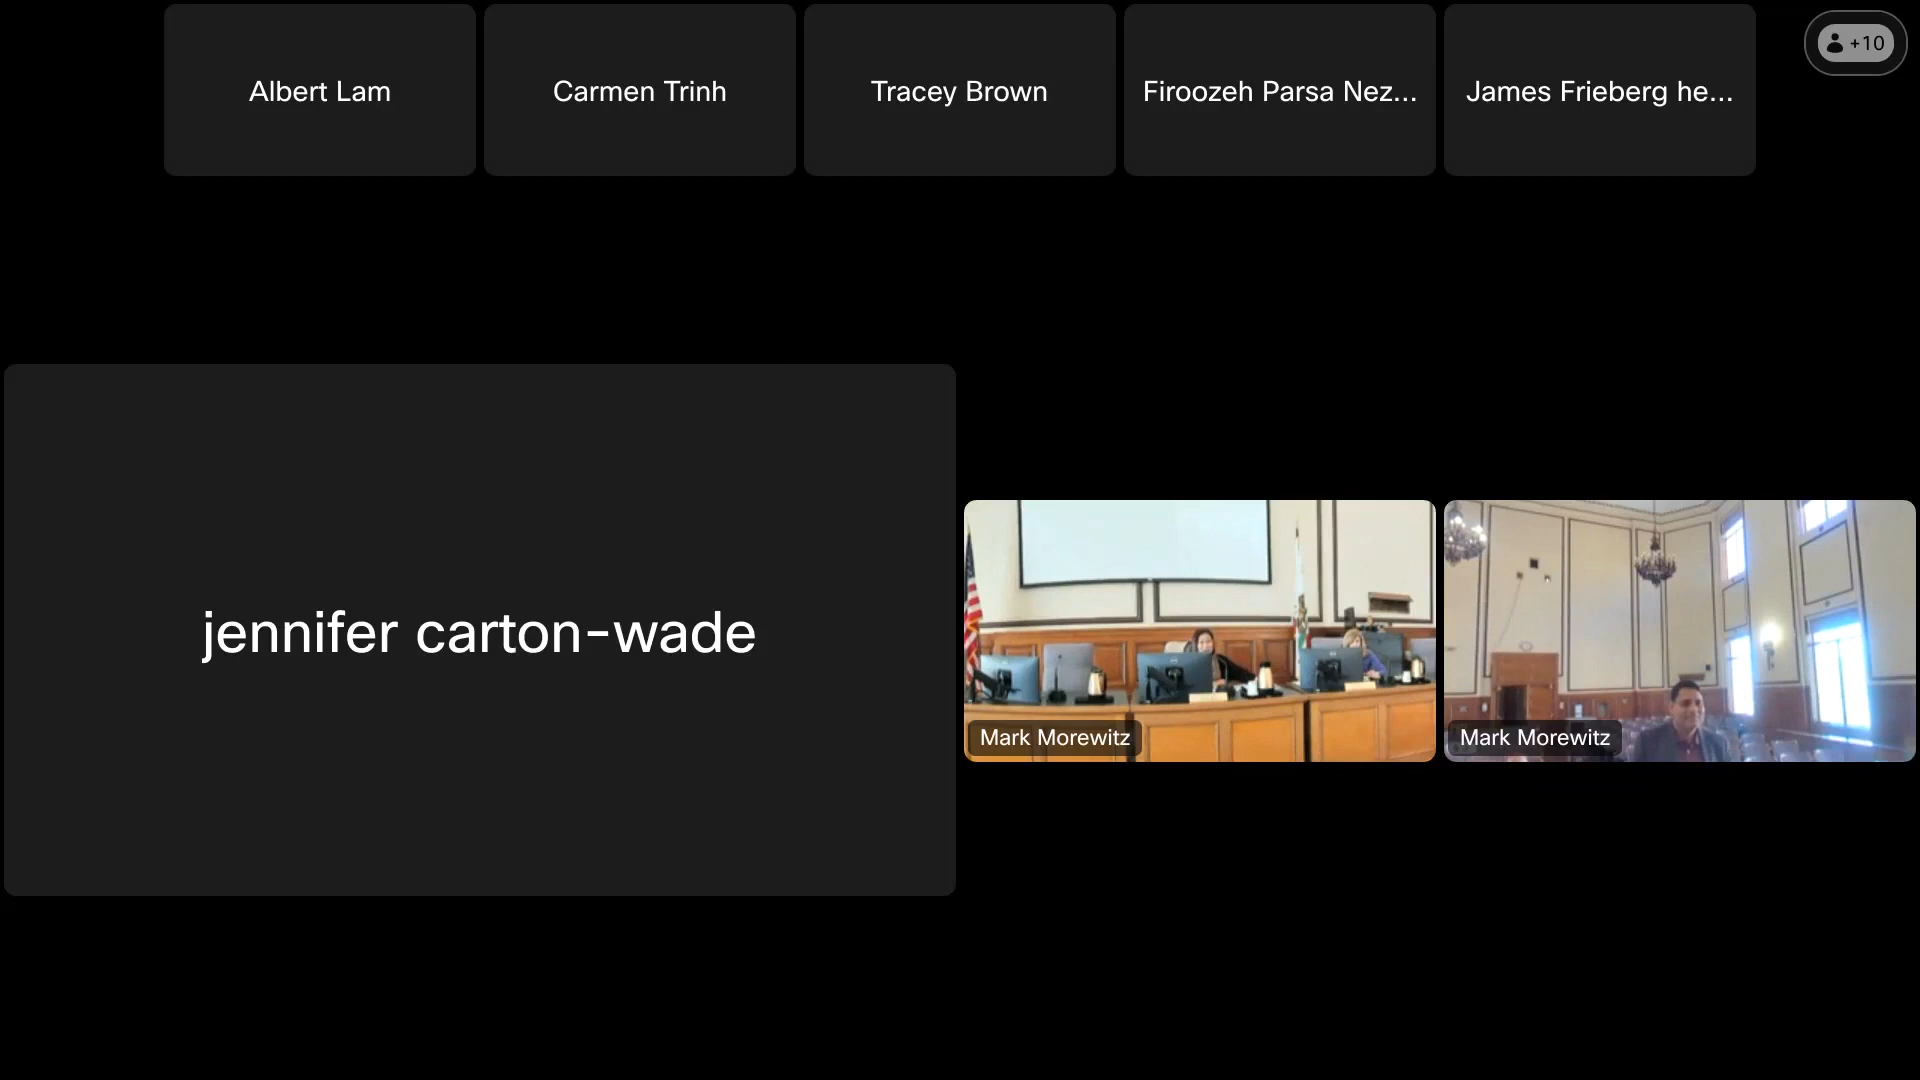 Albert Lam
Carmen Trinh
Tracey Brown
Firoozeh Parsa Nez...
James Frieberg he...
+10
jennifer carton-wade
Mark Morewitz
Mark Morewitz